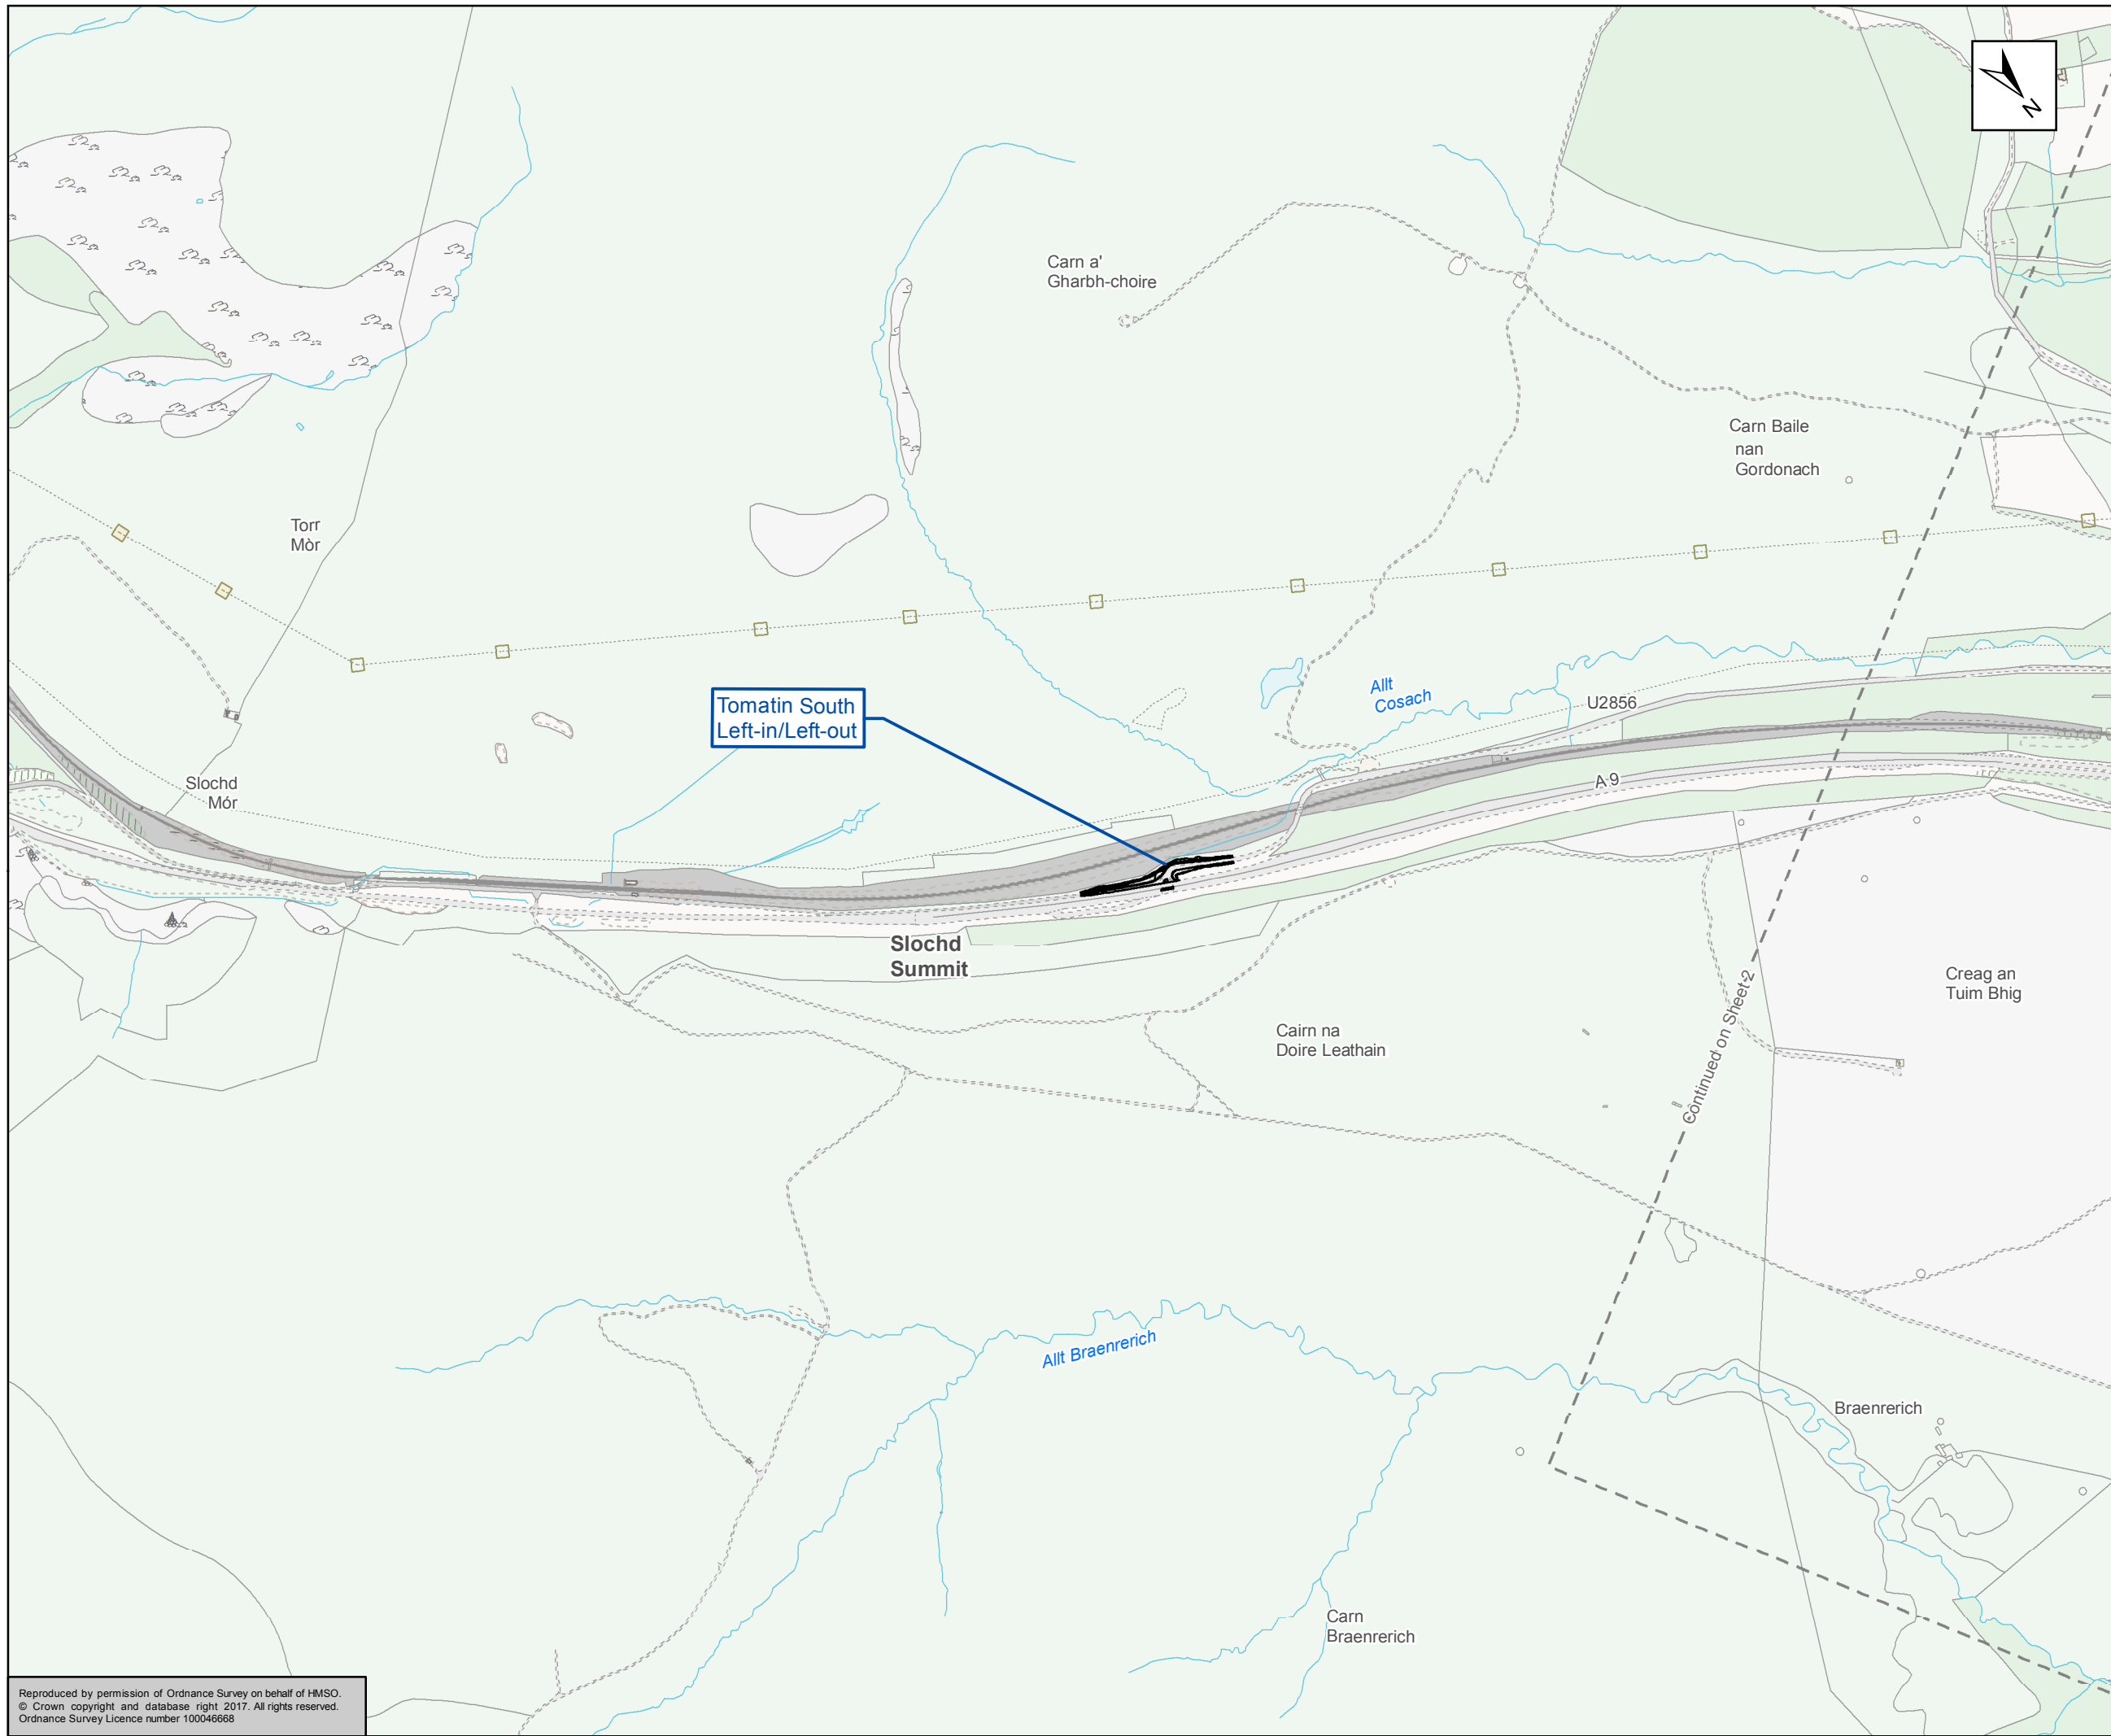 N
Carn a'
Gharbh-choire
Carn Baile
nan
Gordonach
Torr
Mòr
Tomatin South
Left-in/Left-out
Allt
Cosach
U2856
Slochd
Mór
A 9
Slochd
Summit
Creag an
Tuim Bhig
Cairn na
Doire Leathain
Continued on Sheet 2
Allt Braenrerich
Braenrerich
Carn
Braenrerich
Reproduced by permission of Ordnance Survey on behalf of HMSO.
© Crown copyright and database right 2017. All rights reserved.
Ordnance Survey Licence number 100046668